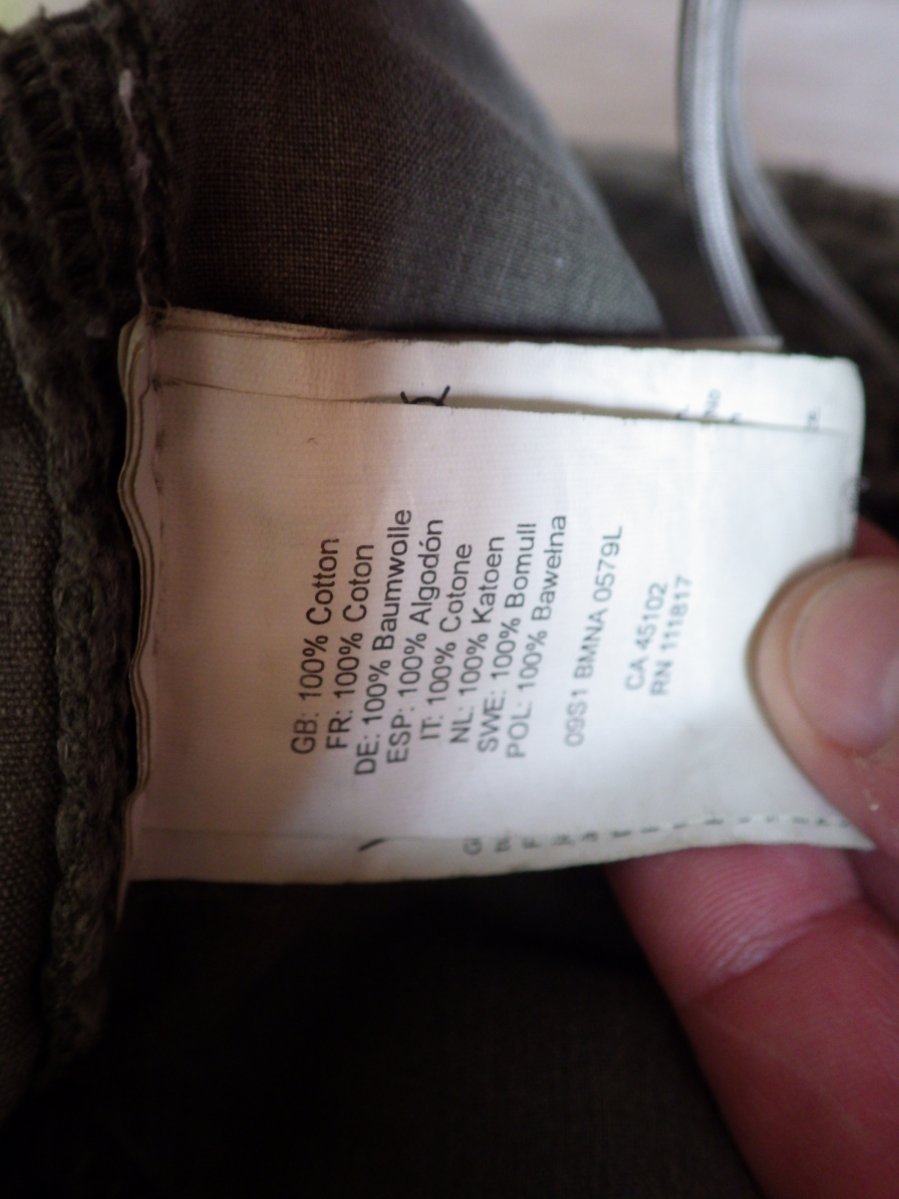 GB: 100% Cotton
FR: 100% Coton
DE: 100% Baumwolle
ESP: 100% Algodón
IT: 100% Cotone
NL: 100% Katoen
SWE: 100% Bomull
POL: 100% Bawełna
09S1 BMNA 0579L
CA 45102
RN 111817